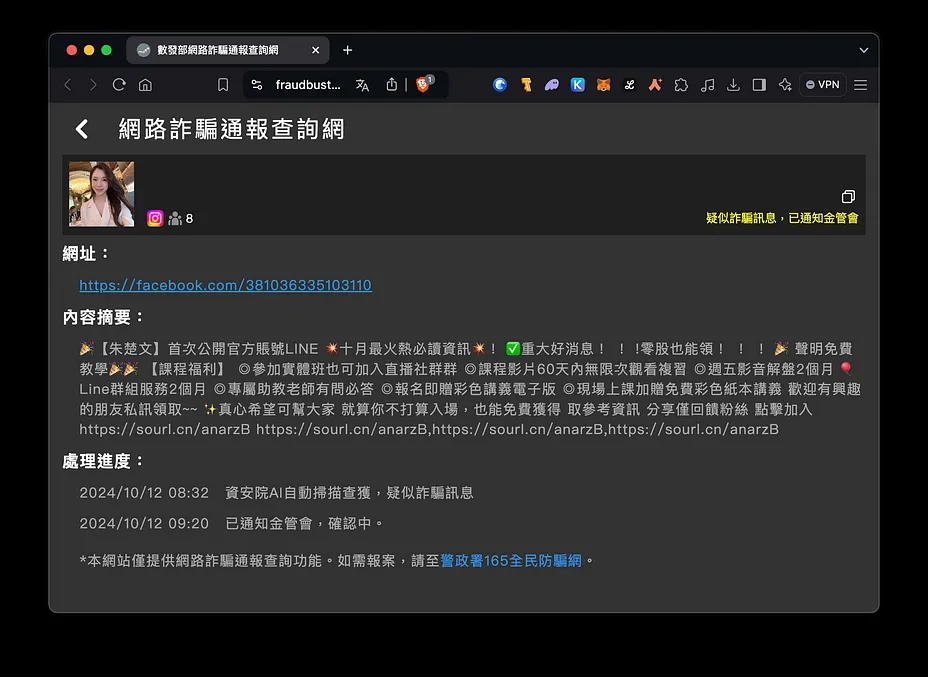 數發部網路詐騙通報查詢網
fraudbust...
1
VPN
網路詐騙通報查詢網
8
疑似詐騙訊息，已通知金管會
網址：
https://facebook.com/381036335103110
內容摘要：
🎉【朱楚文】首次公開官方賬號LINE 💥十月最火熱必讀資訊💥！ ✅重大好消息！ ！ !零股也能領！ ！ ！ 🎉 聲明免費
教學🎉🎉 【課程福利】 ◎參加實體班也可加入直播社群群 ◎課程影片60天內無限次觀看複習 ◎週五影音解盤2個月 🎈
Line群組服務2個月 ◎專屬助教老師有問必答 ◎報名即贈彩色講義電子版 ◎現場上課加贈免費彩色紙本講義 歡迎有興趣
的朋友私訊領取~~ ✨真心希望可幫大家 就算你不打算入場，也能免費獲得 取參考資訊 分享僅回饋粉絲 點擊加入
https://sourl.cn/anarzB https://sourl.cn/anarzB,https://sourl.cn/anarzB,https://sourl.cn/anarzB
處理進度：
2024/10/12 08:32 資安院AI自動掃描查獲，疑似詐騙訊息
2024/10/12 09:20 已通知金管會，確認中。
*本網站僅提供網路詐騙通報查詢功能。如需報案，請至警政署165全民防騙網。